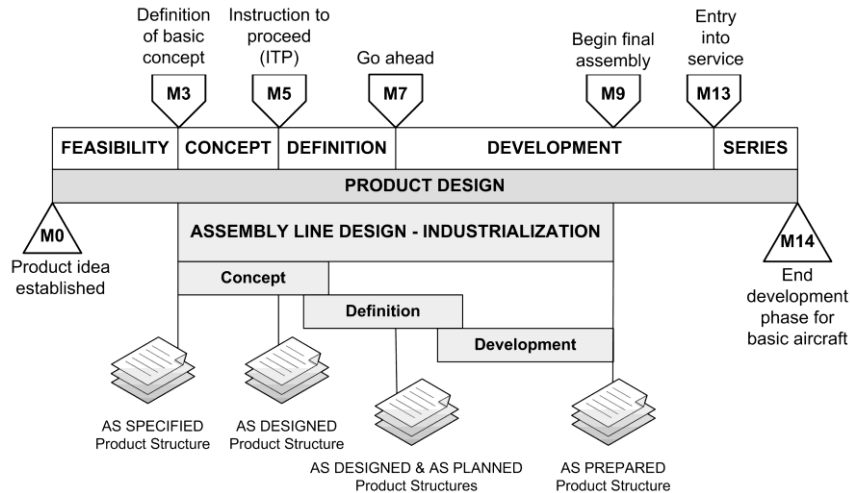 Definition
of basic
concept
Instruction to
proceed
(ITP)
Go ahead
Begin final
assembly
Entry
into
service
M3
M5
M7
M9
M13
FEASIBILITY
CONCEPT
DEFINITION
DEVELOPMENT
SERIES
PRODUCT DESIGN
M0
Product idea
established
ASSEMBLY LINE DESIGN - INDUSTRIALIZATION
M14
End
development
phase for
basic aircraft
Concept
Definition
Development
AS SPECIFIED
Product Structure
AS DESIGNED
Product Structure
AS DESIGNED & AS PLANNED
Product Structures
AS PREPARED
Product Structure